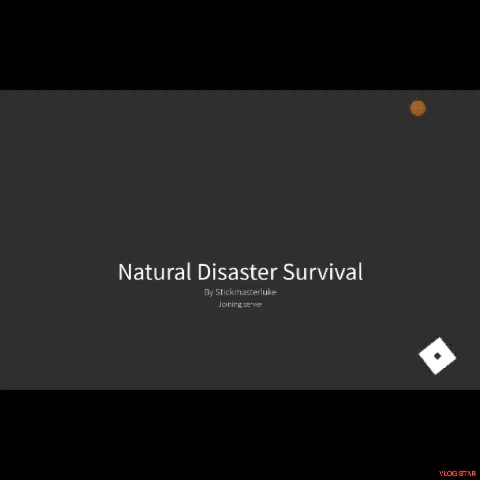 Natural Disaster Survival
By Stickmasterluke
Joining server
VLOG STAR